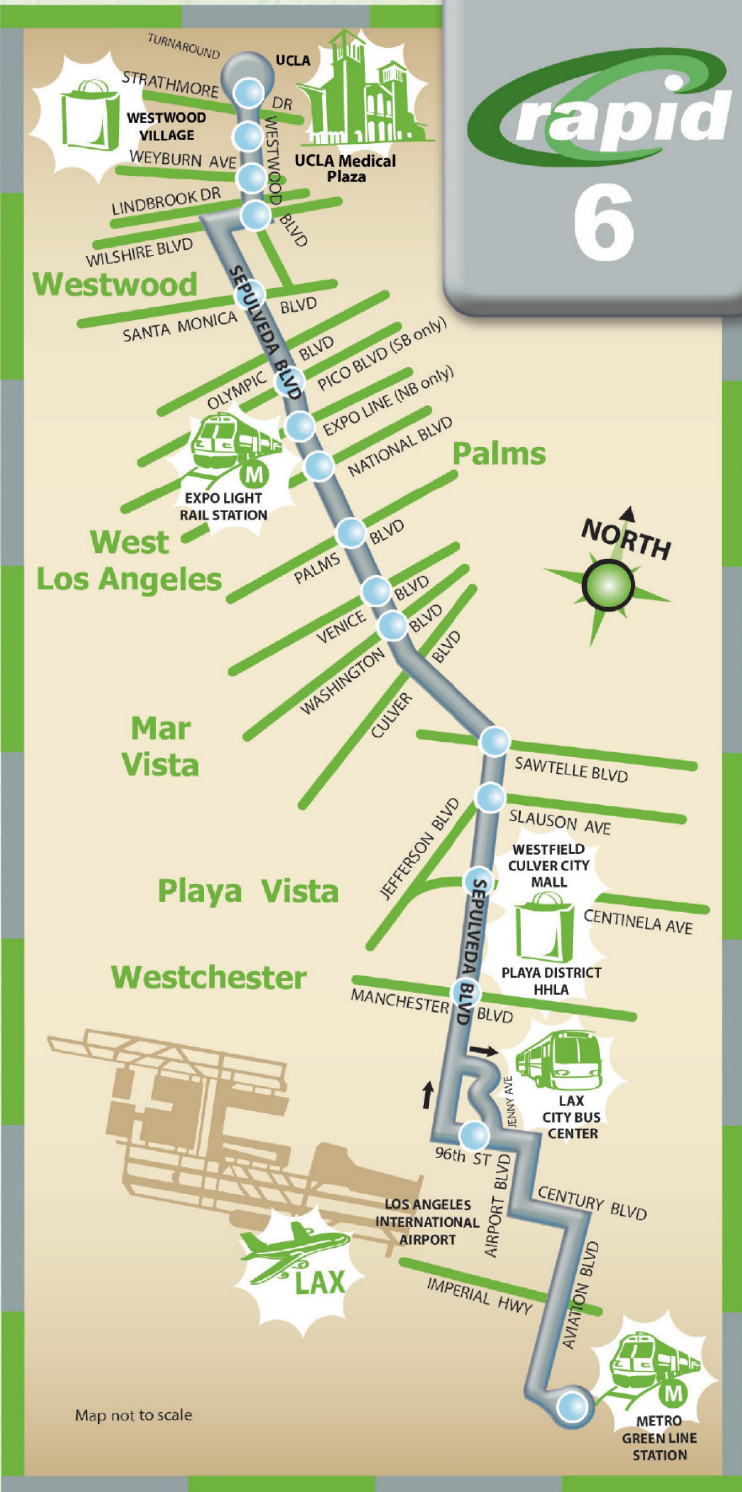 TURNAROUND
UCLA
STRATHMORE DR
WESTWOOD
VILLAGE
WESTWOOD BLVD
UCLA Medical
Plaza
rapid
6
WEYBURN AVE
LINDBROOK DR
WILSHIRE BLVD
Westwood
SEPULVEDA BLVD
SANTA MONICA BLVD
OLYMPIC BLVD
PICO BLVD (SB only)
EXPO LINE (NB only)
NATIONAL BLVD
M
EXPO LIGHT
RAIL STATION
Palms
West
Los Angeles
PALMS BLVD
NORTH
VENICE BLVD
WASHINGTON BLVD
CULVER BLVD
Mar
Vista
SAWTELLE BLVD
JEFFERSON BLVD
SLAUSON AVE
WESTFIELD
CULVER CITY
MALL
Playa Vista
SEPULVEDA BLVD
CENTINELA AVE
PLAYA DISTRICT
HHLA
Westchester
MANCHESTER BLVD
JENNY AVE
LAX
CITY BUS
CENTER
96th ST
AIRPORT BLVD
CENTURY BLVD
LOS ANGELES
INTERNATIONAL
AIRPORT
LAX
IMPERIAL HWY
AVIATION BLVD
M
METRO
GREEN LINE
STATION
Map not to scale